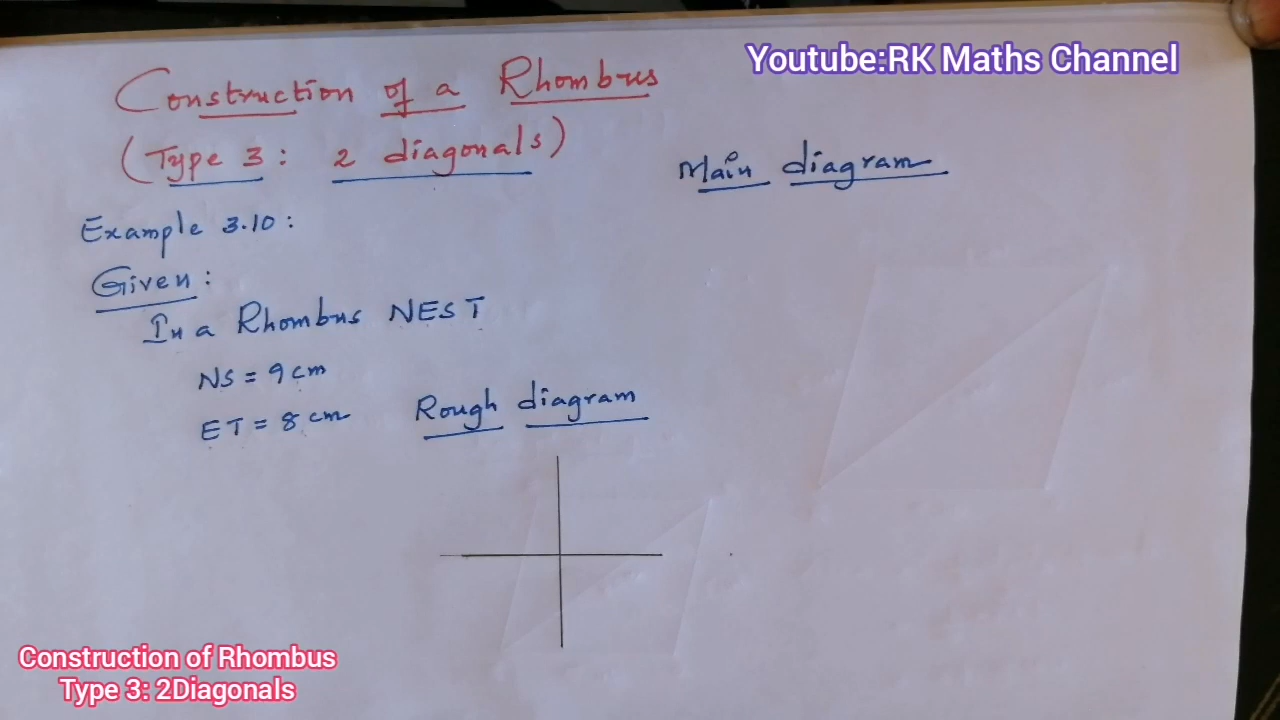 Youtube:RK Maths Channel
Construction of a Rhombus
(Type 3: 2 diagonals)
Main diagram
Example 3.10:
Given:
In a Rhombus NEST
NS = 9 cm
ET = 8 cm
Rough diagram
Construction of Rhombus
Type 3: 2Diagonals